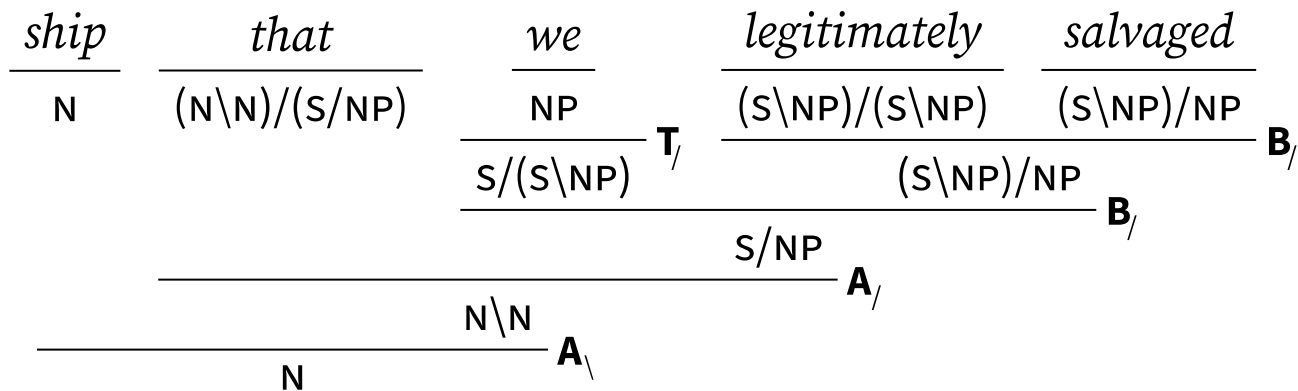 ship that we legitimately salvaged
N (N\N)/(S/NP) NP (S\NP)/(S\NP) (S\NP)/NP
T/ B/
S/(S\NP) (S\NP)/NP
B/
S/NP
A/
N\N
A\
N